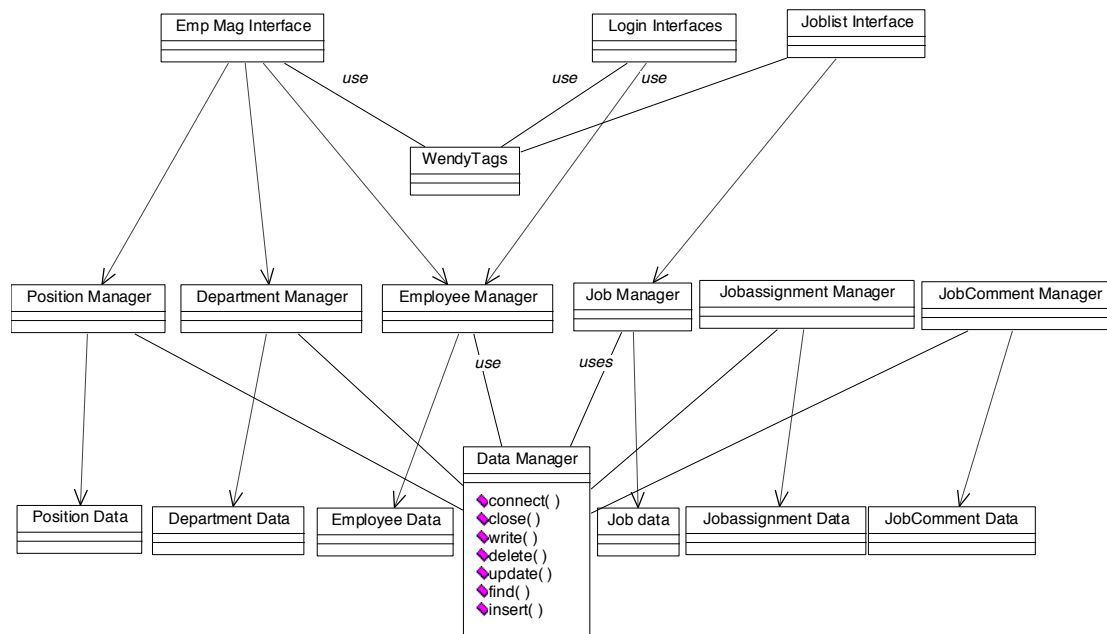 Emp Mag Interface
Login Interfaces
Joblist Interface
use
use
use
WendyTags
Position Manager
Department Manager
Employee Manager
Job Manager
Jobassignment Manager
JobComment Manager
use
uses
Data Manager
connect( )
close( )
write( )
delete( )
update( )
find( )
insert( )
Position Data
Department Data
Employee Data
Job data
Jobassignment Data
JobComment Data